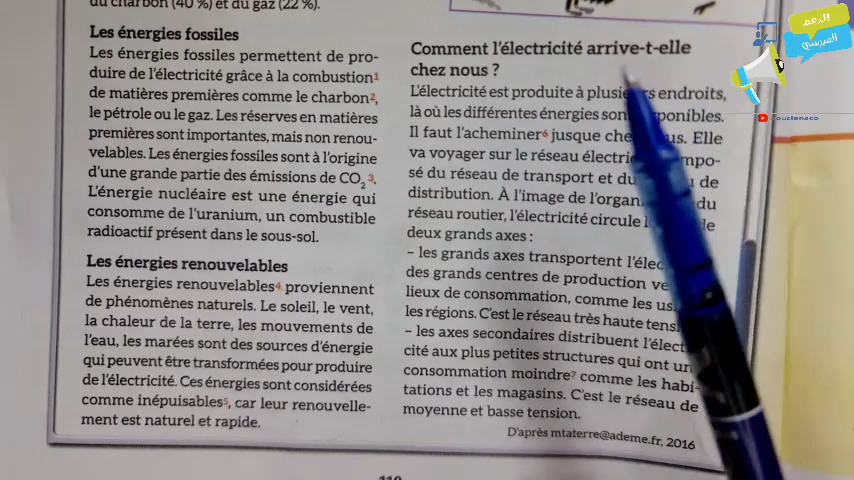 du charbon (40 %) et du gaz (22 %).
Les énergies fossiles
Les énergies fossiles permettent de pro-
duire de l'électricité grâce à la combustion¹
de matières premières comme le charbon²,
le pétrole ou le gaz. Les réserves en matières
premières sont importantes, mais non renou-
velables. Les énergies fossiles sont à l'origine
d'une grande partie des émissions de CO₂³.
L'énergie nucléaire est une énergie qui
consomme de l'uranium, un combustible
radioactif présent dans le sous-sol.
Les énergies renouvelables
Les énergies renouvelables⁴ proviennent
de phénomènes naturels. Le soleil, le vent,
la chaleur de la terre, les mouvements de
l'eau, les marées sont des sources d'énergie
qui peuvent être transformées pour produire
de l'électricité. Ces énergies sont considérées
comme inépuisables⁵, car leur renouvelle-
ment est naturel et rapide.
Comment l'électricité arrive-t-elle
chez nous ?
L'électricité est produite à plusieurs endroits,
là où les différentes énergies sont disponibles.
Il faut l'acheminer⁶ jusque che us. Elle
va voyager sur le réseau électri mpo-
sé du réseau de transport et du de
distribution. À l'image de l'organ du
réseau routier, l'électricité circule de
deux grands axes :
– les grands axes transportent l'élec
des grands centres de production ve
lieux de consommation, comme les us
les régions. C'est le réseau très haute tens
– les axes secondaires distribuent l'élect
cité aux plus petites structures qui ont un
consommation moindre⁷ comme les habi-
tations et les magasins. C'est le réseau de
moyenne et basse tension.
D'après mtaterre@ademe.fr, 2016
الدعم
المدرسي